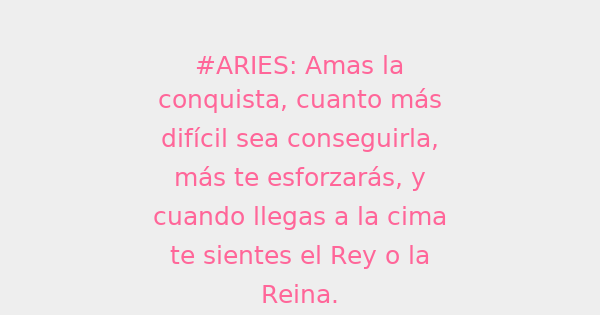 #ARIES: Amas la
conquista, cuanto más
difícil sea conseguirla,
más te esforzarás, y
cuando llegas a la cima
te sientes el Rey o la
Reina.